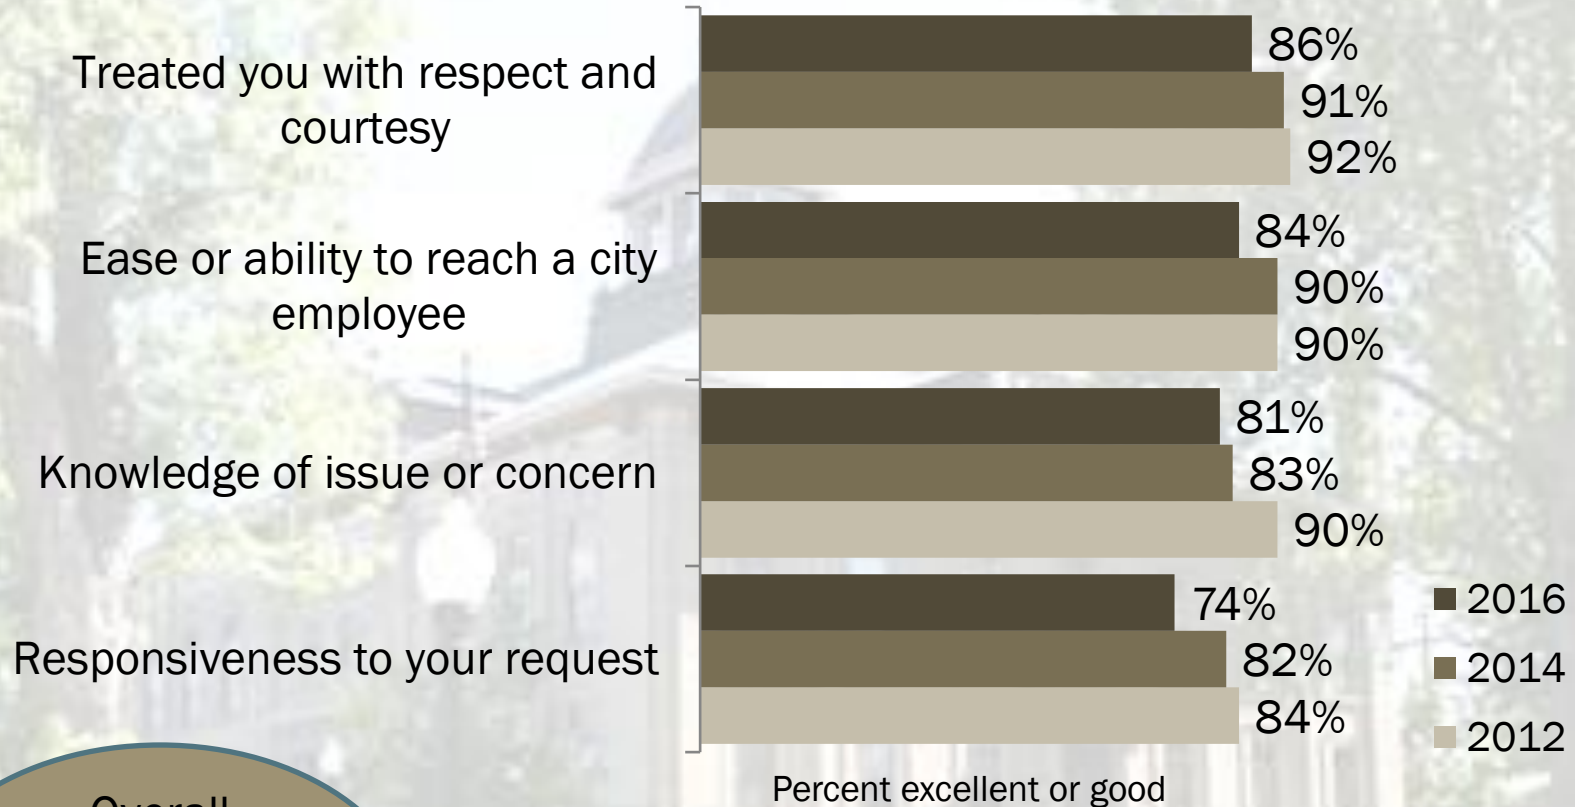 Treated you with respect and
courtesy
86%
91%
92%
Ease or ability to reach a city
employee
84%
90%
90%
Knowledge of issue or concern
81%
83%
90%
Responsiveness to your request
74%
82%
84%
2016
2014
2012
Percent excellent or good
Overall